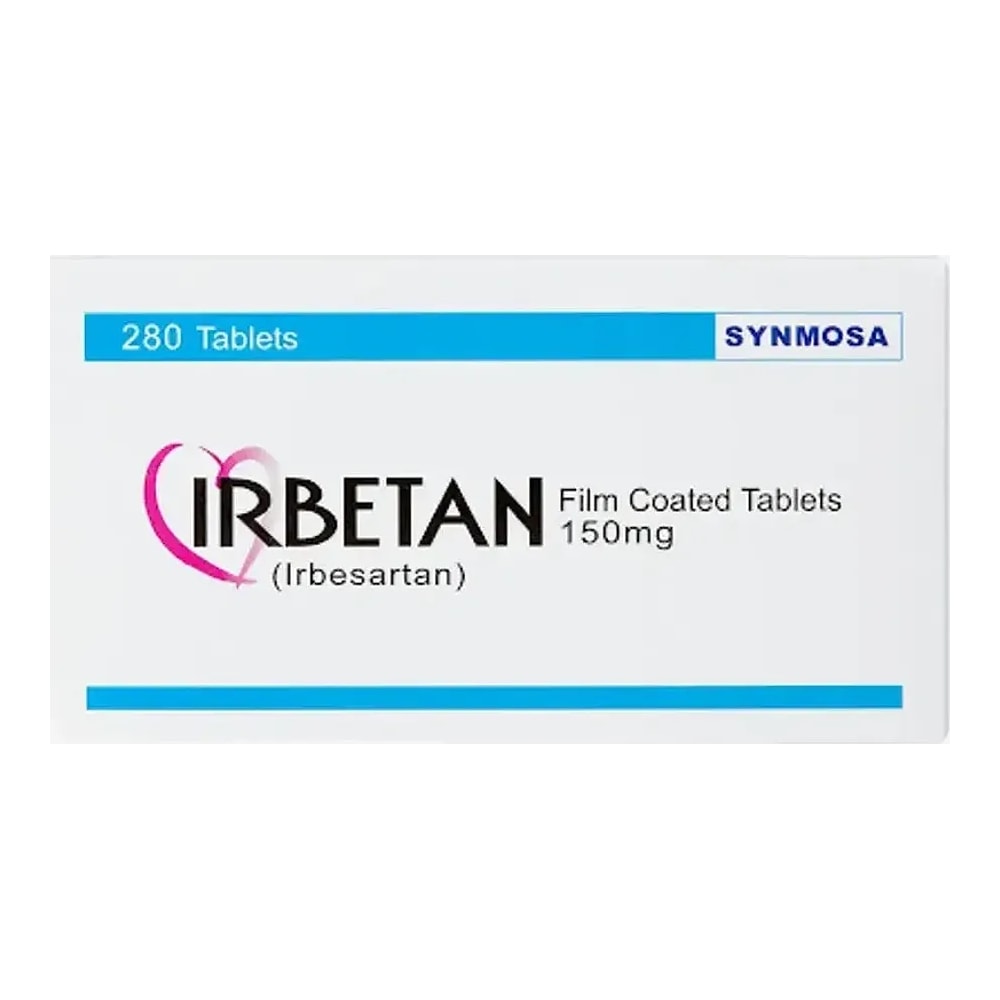 280 Tablets
SYNMOSA
IRBETAN Film Coated Tablets
150mg
(Irbesartan)